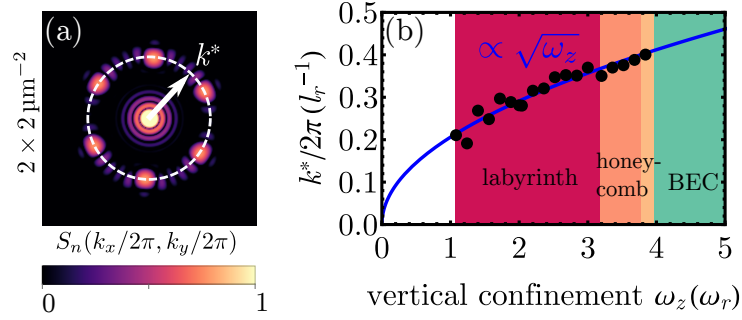 (a)
k*
2 × 2 μm⁻²
Sₙ(kₓ/2π, k_y/2π)
0 1
(b)
∝ √ω_z
k*/2π (l_r⁻¹)
0.5
0.4
0.3
0.2
0.1
0.0
labyrinth
honey-
comb
BEC
0 1 2 3 4 5
vertical confinement ω_z(ω_r)